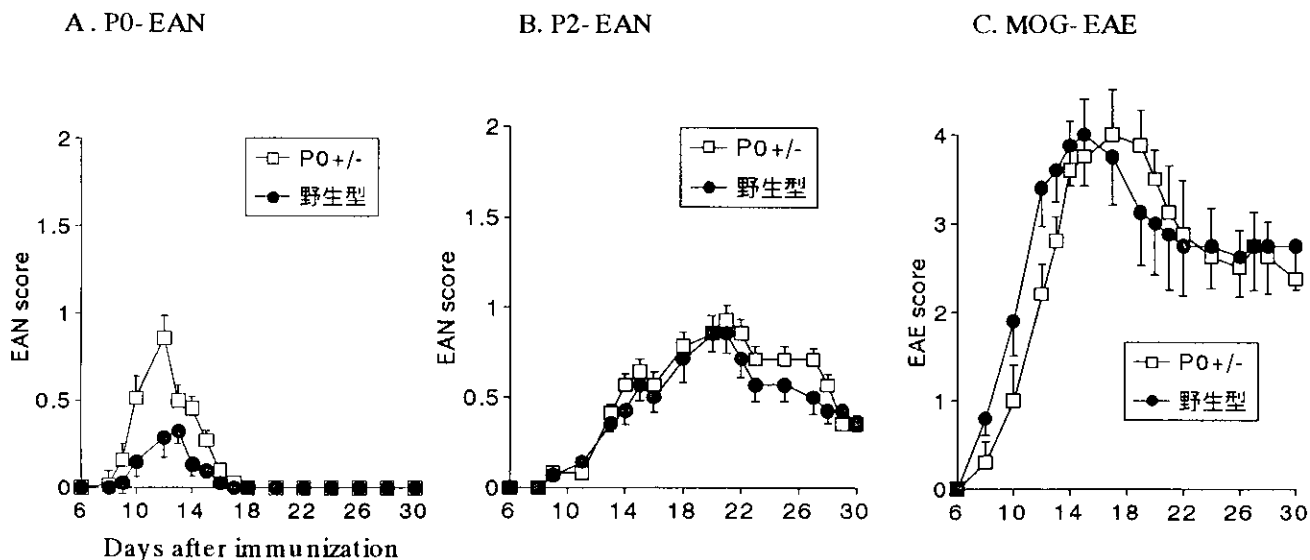 A. P0-EAN
B. P2-EAN
C. MOG-EAE
2
1.5
1
0.5
0
EAN score
P0+/-
野生型
6 10 14 18 22 26 30
Days after immunization
2
1.5
1
0.5
0
EAN score
P0+/-
野生型
6 10 14 18 22 26 30
4
3
2
1
0
EAE score
P0+/-
野生型
6 10 14 18 22 26 30